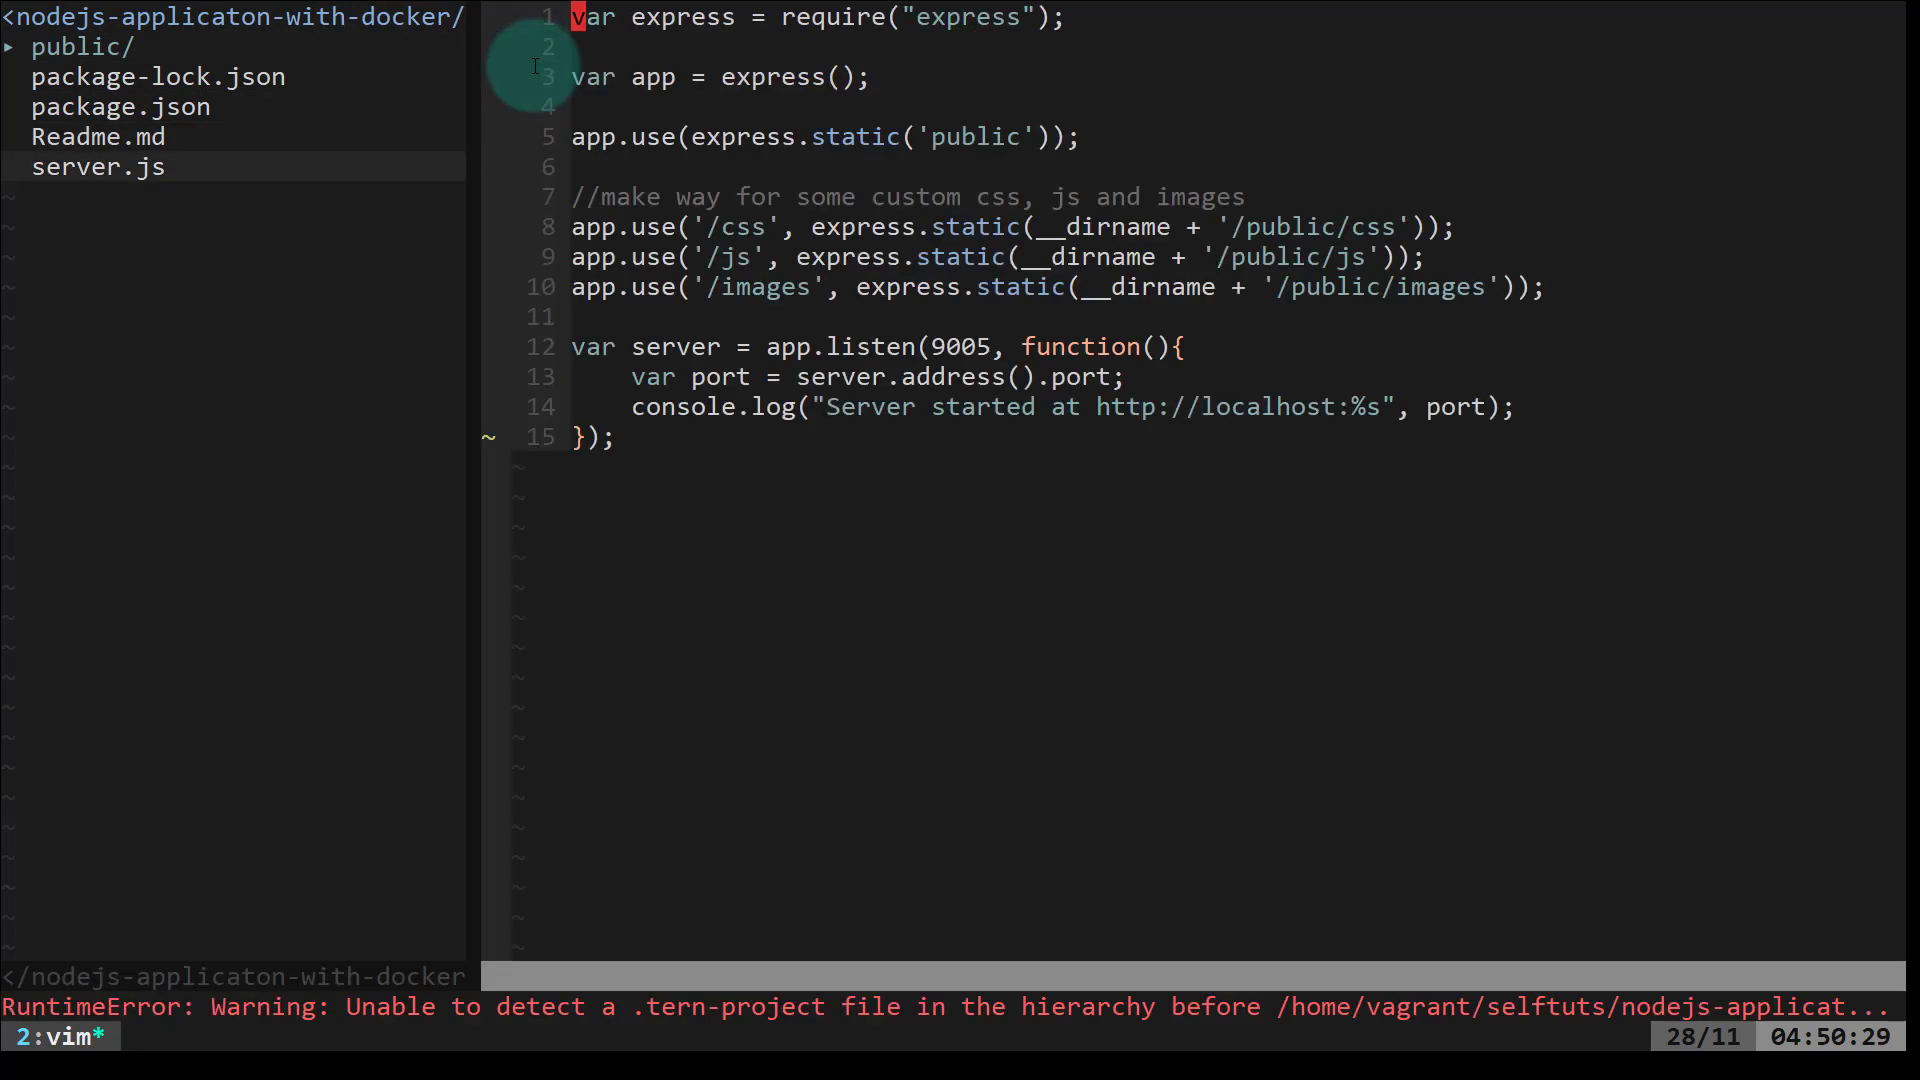 <nodejs-applicaton-with-docker/
▸ public/
package-lock.json
package.json
Readme.md
server.js
</nodejs-applicaton-with-docker
1 var express = require("express");
2
3 var app = express();
4
5 app.use(express.static('public'));
6
7 //make way for some custom css, js and images
8 app.use('/css', express.static(__dirname + '/public/css'));
9 app.use('/js', express.static(__dirname + '/public/js'));
10 app.use('/images', express.static(__dirname + '/public/images'));
11
12 var server = app.listen(9005, function(){
13     var port = server.address().port;
14     console.log("Server started at http://localhost:%s", port);
~ 15 });
RuntimeError: Warning: Unable to detect a .tern-project file in the hierarchy before /home/vagrant/selftuts/nodejs-applicat...
2:vim* 28/11 04:50:29